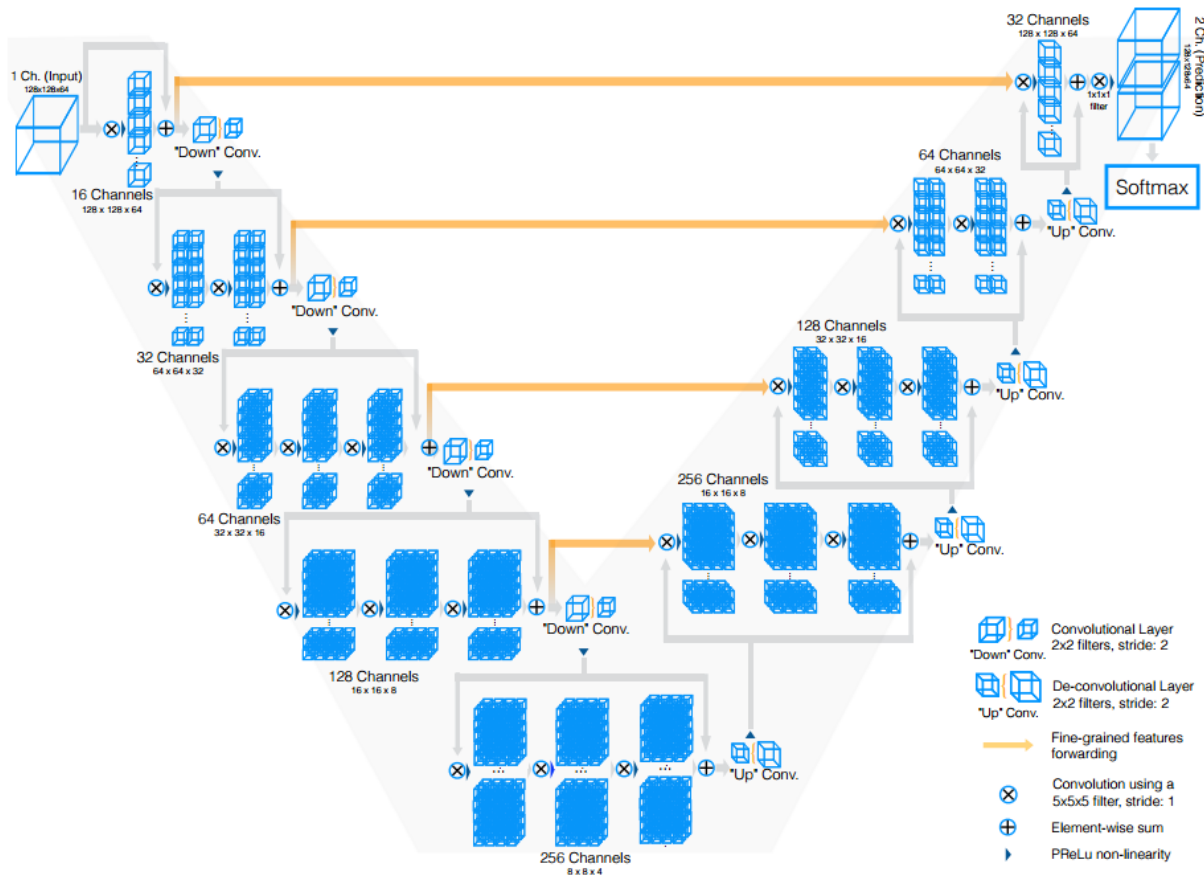 1 Ch. (Input)
128x128x64
"Down" Conv.
16 Channels
128 x 128 x 64
"Down" Conv.
32 Channels
64 x 64 x 32
"Down" Conv.
64 Channels
32 x 32 x 16
"Down" Conv.
128 Channels
16 x 16 x 8
256 Channels
8 x 8 x 4
"Up" Conv.
256 Channels
16 x 16 x 8
"Up" Conv.
128 Channels
32 x 32 x 16
"Up" Conv.
64 Channels
64 x 64 x 32
"Up" Conv.
32 Channels
128 x 128 x 64
1x1x1
filter
2 Ch. (Prediction)
128x128x64
Softmax
"Down" Conv.
Convolutional Layer
2x2 filters, stride: 2
"Up" Conv.
De-convolutional Layer
2x2 filters, stride: 2
Fine-grained features
forwarding
Convolution using a
5x5x5 filter, stride: 1
Element-wise sum
PReLu non-linearity